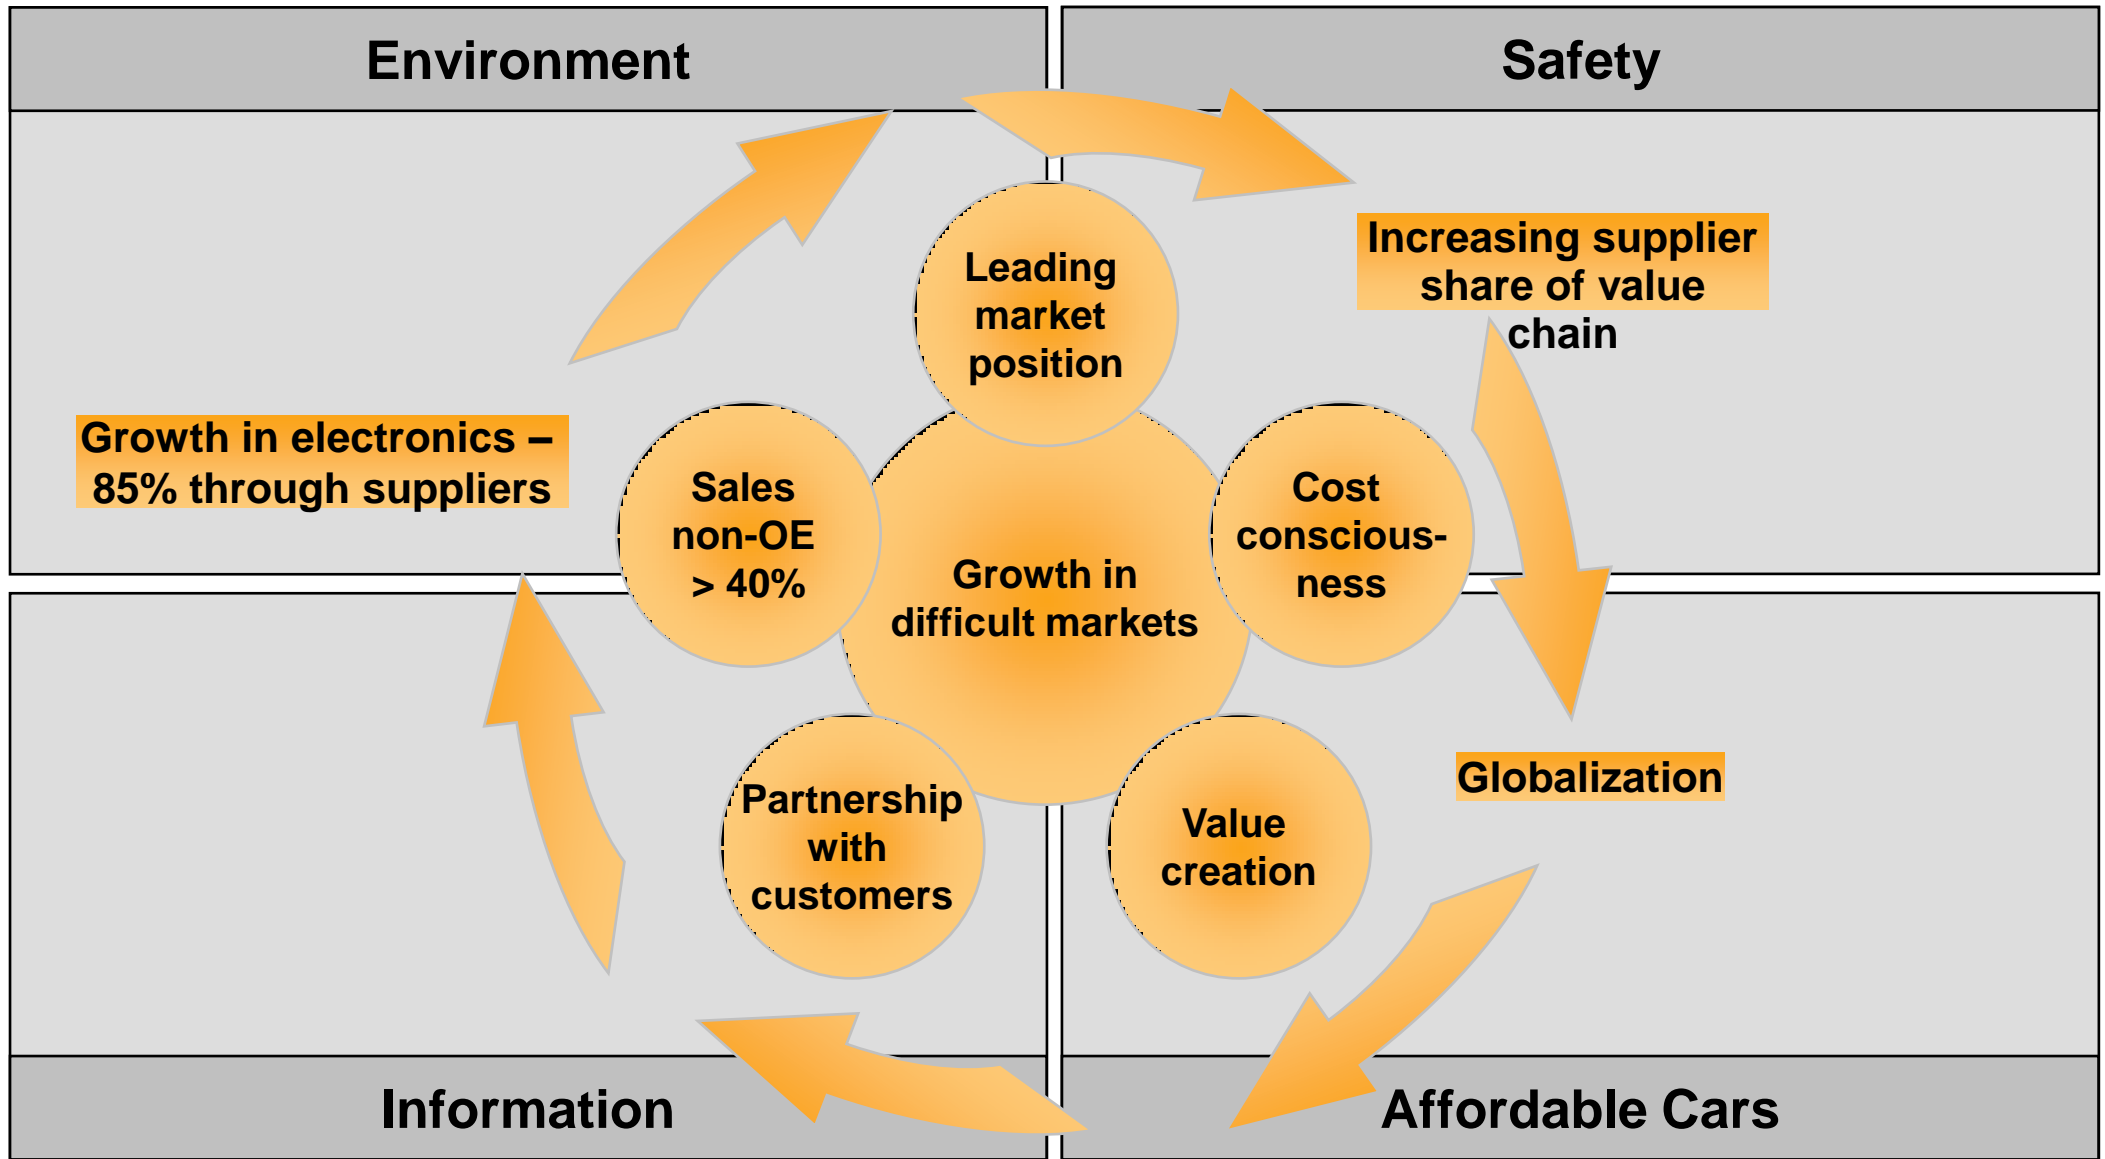 Environment
Safety
Increasing supplier
share of value
chain
Leading
market
position
Growth in electronics –
85% through suppliers
Sales
non-OE
> 40%
Cost
conscious-
ness
Growth in
difficult markets
Globalization
Partnership
with
customers
Value
creation
Information
Affordable Cars